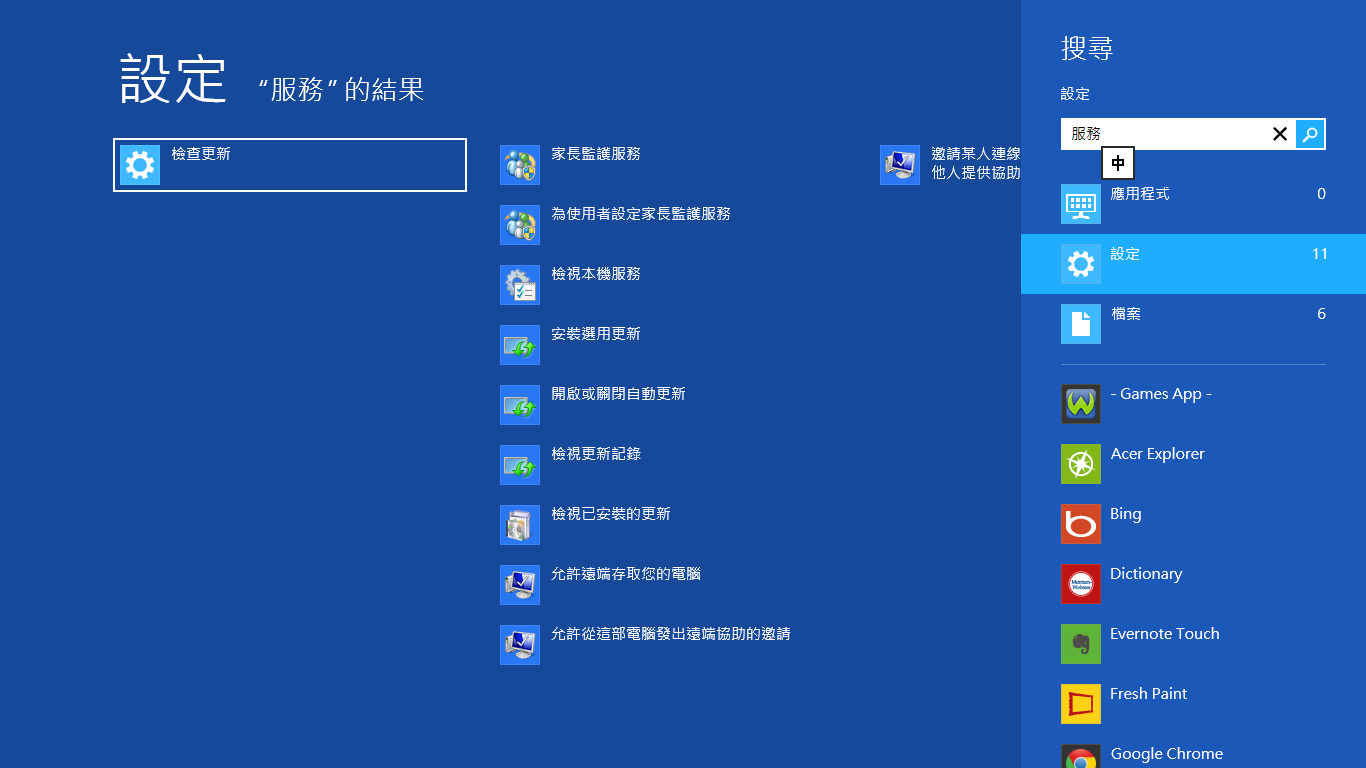 設定 “服務” 的結果
檢查更新
家長監護服務
為使用者設定家長監護服務
檢視本機服務
安裝選用更新
開啟或關閉自動更新
檢視更新記錄
檢視已安裝的更新
允許遠端存取您的電腦
允許從這部電腦發出遠端協助的邀請
邀請某人連線
他人提供協助
搜尋
設定
服務
中
應用程式 0
設定 11
檔案 6
- Games App -
Acer Explorer
Bing
Merriam-Webster
Dictionary
Evernote Touch
Fresh Paint
Google Chrome